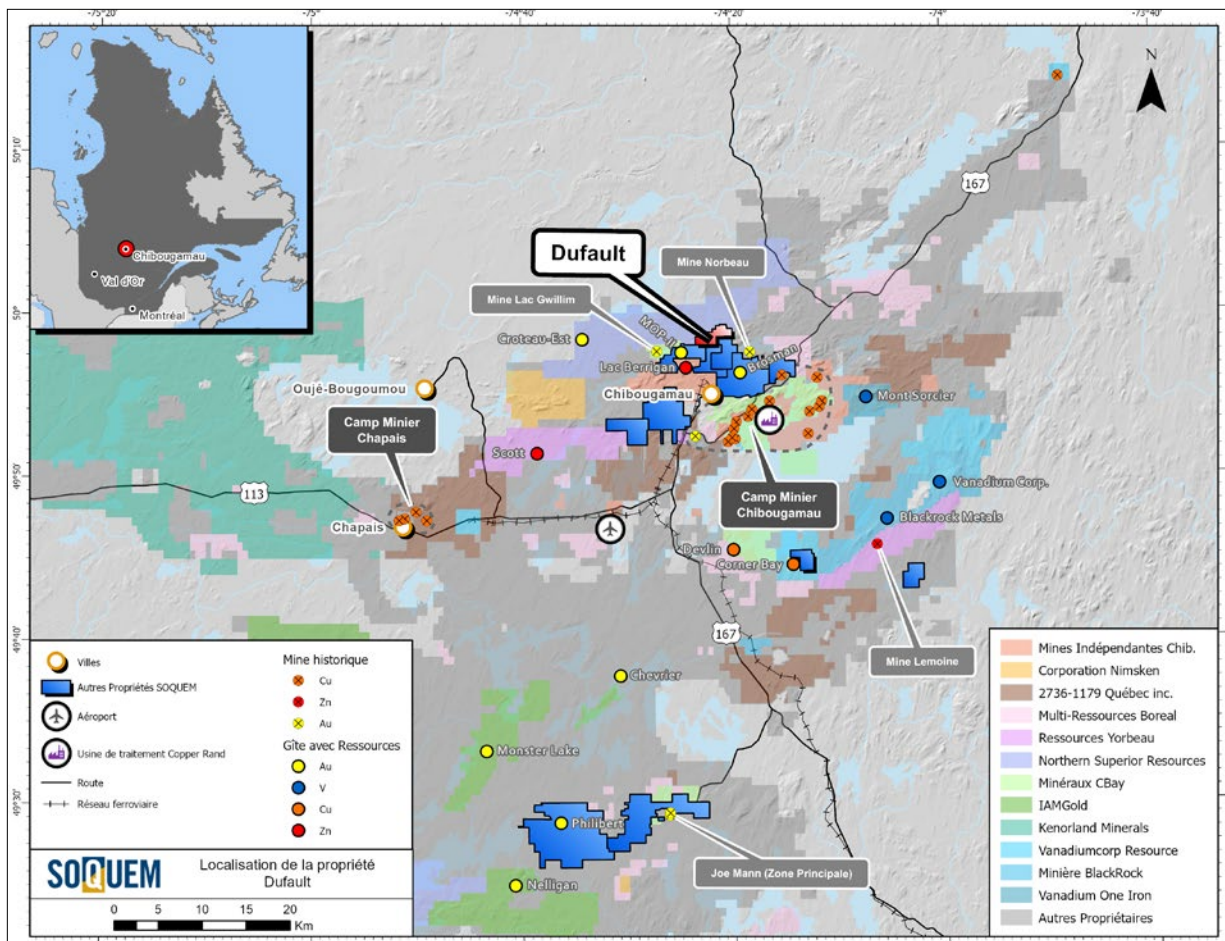 -75°20'
-74°40'
-74°20'
-74°
-73°40'
50°10'
50°
49°50'
49°40'
49°30'
N
Chibougamau
Val d'Or
Montréal
167
Dufault
Mine Norbeau
Mine Lac Gwillim
MOP-II
Croteau-Est
Lac Berrigan
Brosman
Oujé-Bougoumou
Chibougamau
Mont Sorcier
Camp Minier
Chapais
Scott
Vanadium Corp.
113
Camp Minier
Chibougamau
Blackrock Metals
Chapais
Devlin
Corner Bay
167
Mine Lemoine
Chevrier
Monster Lake
Philibert
Joe Mann (Zone Principale)
Nelligan
Villes
Autres Propriétés SOQUEM
Aéroport
Usine de traitement Copper Rand
Route
Réseau ferroviaire
Mine historique
Cu
Zn
Au
Gîte avec Ressources
Au
V
Cu
Zn
SOQUEM
Localisation de la propriété
Dufault
0 5 10 15 20
Km
Mines Indépendantes Chib.
Corporation Nimsken
2736-1179 Québec inc.
Multi-Ressources Boreal
Ressources Yorbeau
Northern Superior Resources
Minéraux CBay
IAMGold
Kenorland Minerals
Vanadiumcorp Resource
Minière BlackRock
Vanadium One Iron
Autres Propriétaires